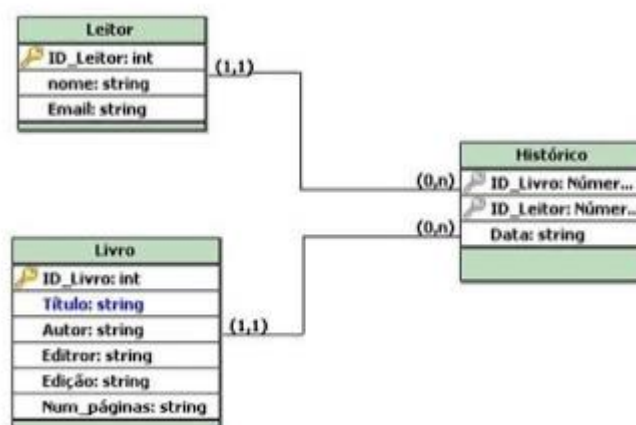 Leitor
ID_Leitor: int
nome: string
Email: string
(1,1)
Histórico
(0,n)
ID_Livro: Númer...
ID_Leitor: Númer...
(0,n)
Data: string
Livro
ID_Livro: int
Título: string
Autor: string
(1,1)
Editror: string
Edição: string
Num_páginas: string